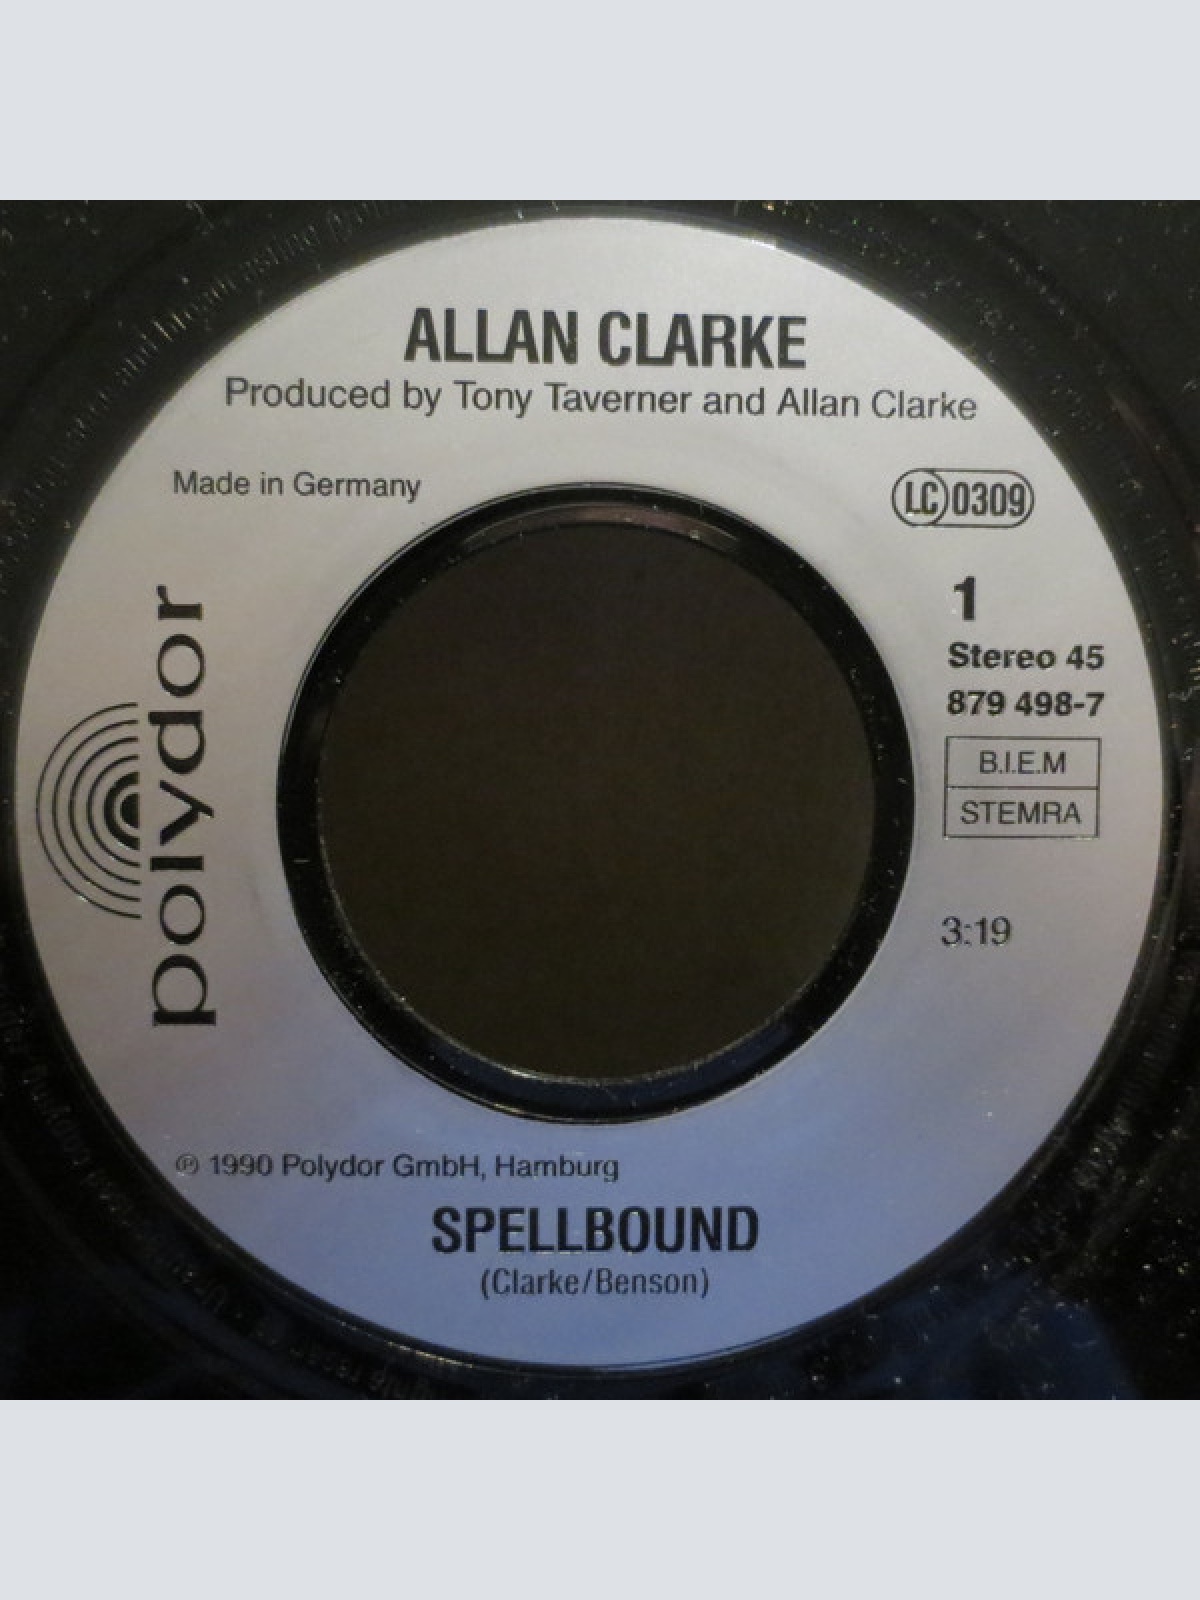 ALLAN CLARKE
Produced by Tony Taverner and Allan Clarke
Made in Germany
LC 0309
polydor
1
Stereo 45
879 498-7
B.I.E.M
STEMRA
3:19
℗ 1990 Polydor GmbH, Hamburg
SPELLBOUND
(Clarke/Benson)